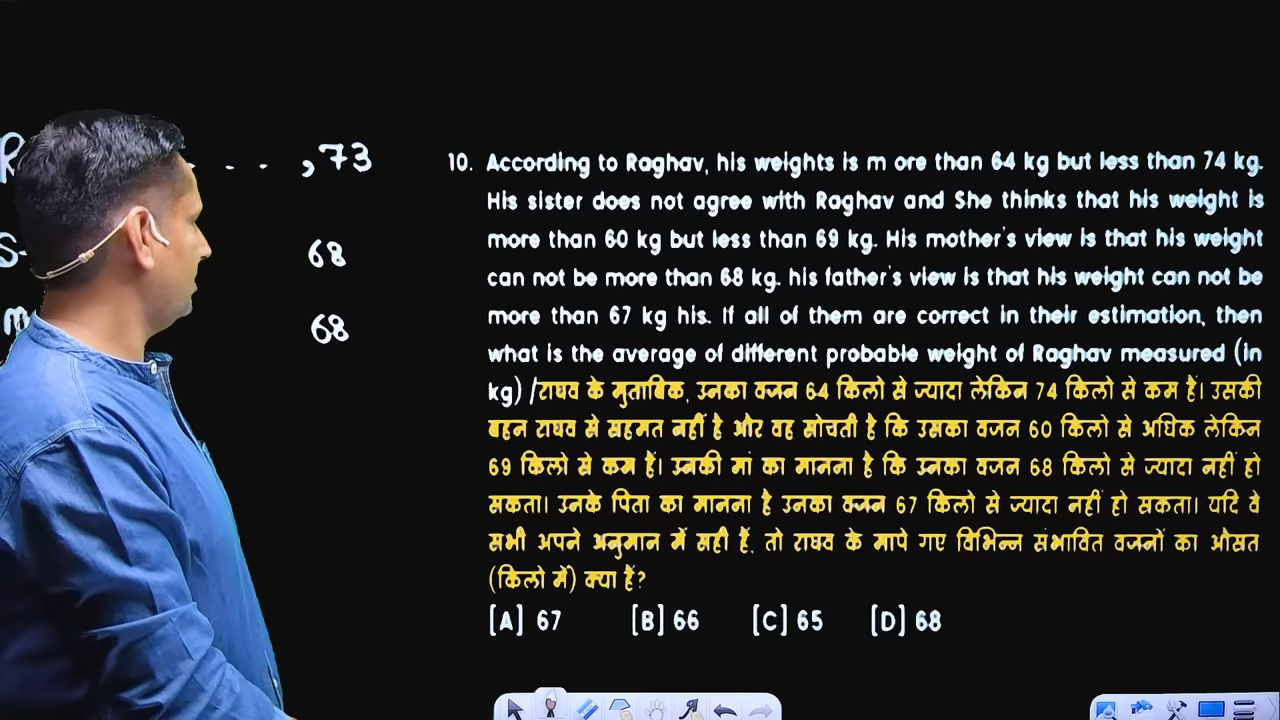 R . . . , 73
S 68
m 68
10. According to Raghav, his weights is m ore than 64 kg but less than 74 kg.
His sister does not agree with Raghav and She thinks that his weight is
more than 60 kg but less than 69 kg. His mother's view is that his weight
can not be more than 68 kg. his father's view is that his weight can not be
more than 67 kg his. If all of them are correct in their estimation, then
what is the average of different probable weight of Raghav measured (in
kg) /राघव के मुताबिक, उनका वजन 64 किलो से ज्यादा लेकिन 74 किलो से कम है। उसकी
बहन राघव से सहमत नहीं है और वह सोचती है कि उसका वजन 60 किलो से अधिक लेकिन
69 किलो से कम है। उनकी मां का मानना है कि उनका वजन 68 किलो से ज्यादा नहीं हो
सकता। उनके पिता का मानना है उनका वजन 67 किलो से ज्यादा नहीं हो सकता। यदि वे
सभी अपने अनुमान में सही हैं, तो राघव के मापे गए विभिन्न संभावित वजनों का औसत
(किलो में) क्या है?
[A] 67 [B] 66 [C] 65 [D] 68